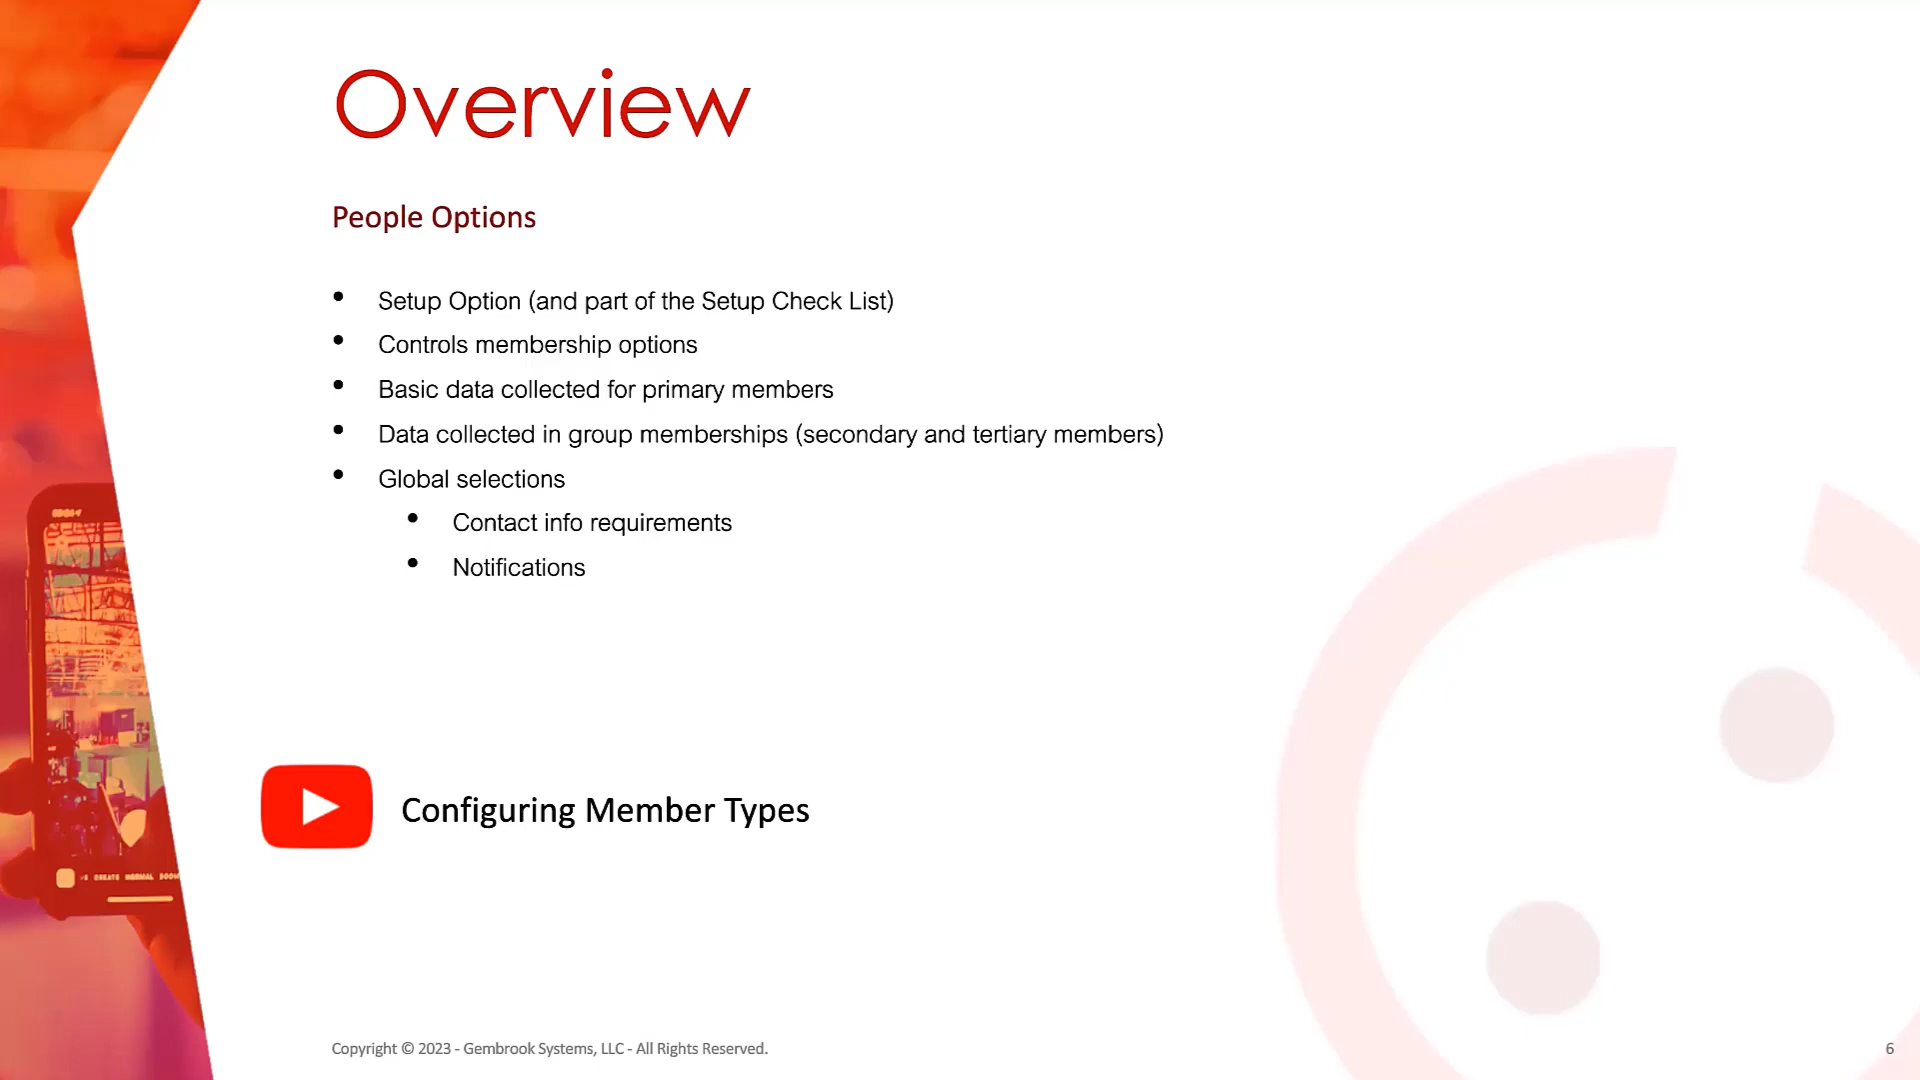 Overview
People Options
• Setup Option (and part of the Setup Check List)
• Controls membership options
• Basic data collected for primary members
• Data collected in group memberships (secondary and tertiary members)
• Global selections
• Contact info requirements
• Notifications
Configuring Member Types
Copyright © 2023 - Gembrook Systems, LLC - All Rights Reserved.
6